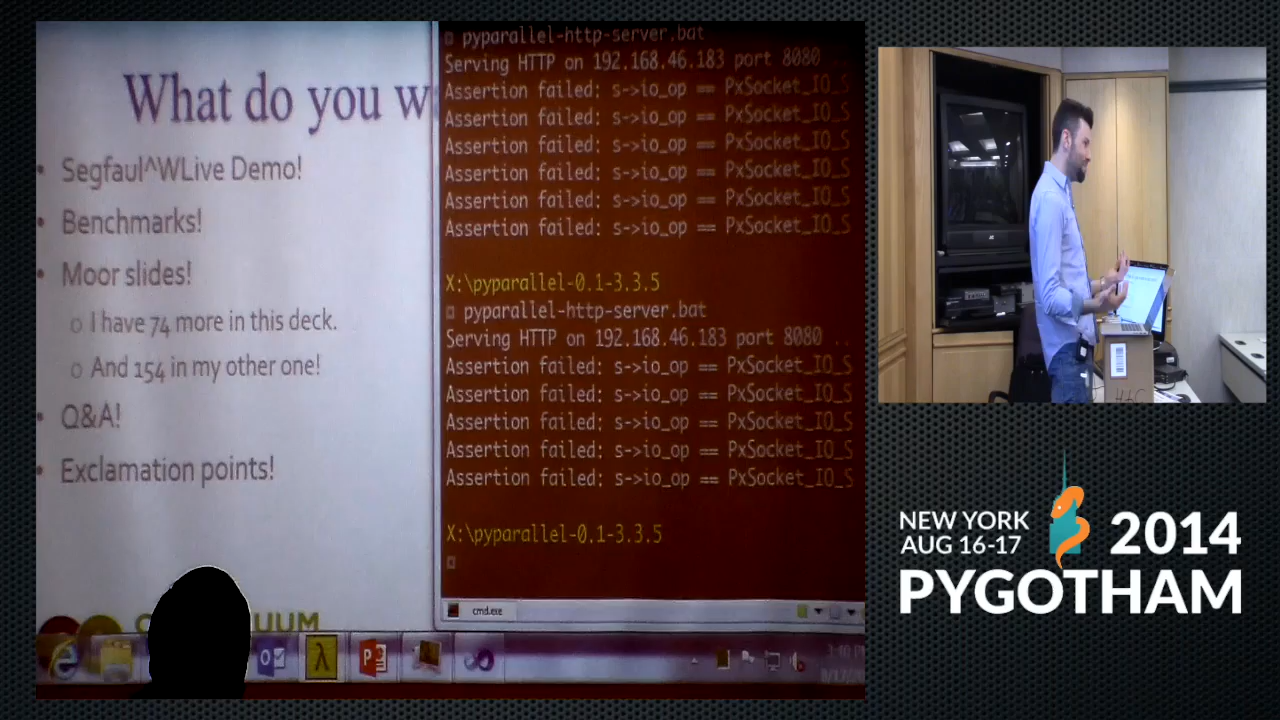 What do you w
• Segfaul^WLive Demo!
• Benchmarks!
• Moor slides!
o I have 74 more in this deck.
o And 154 in my other one!
• Q&A!
• Exclamation points!
UUM
pyparallel-http-server.bat
Serving HTTP on 192.168.46.183 port 8080 ..
Assertion failed: s->io_op == PxSocket_IO_S
Assertion failed: s->io_op == PxSocket_IO_S
Assertion failed: s->io_op == PxSocket_IO_S
Assertion failed: s->io_op == PxSocket_IO_S
Assertion failed: s->io_op == PxSocket_IO_S
Assertion failed: s->io_op == PxSocket_IO_S
X:\pyparallel-0.1-3.3.5
pyparallel-http-server.bat
Serving HTTP on 192.168.46.183 port 8080 ..
Assertion failed: s->io_op == PxSocket_IO_S
Assertion failed: s->io_op == PxSocket_IO_S
Assertion failed: s->io_op == PxSocket_IO_S
Assertion failed: s->io_op == PxSocket_IO_S
Assertion failed: s->io_op == PxSocket_IO_S
X:\pyparallel-0.1-3.3.5
cmd.exe
NEW YORK
AUG 16-17
2014
PYGOTHAM